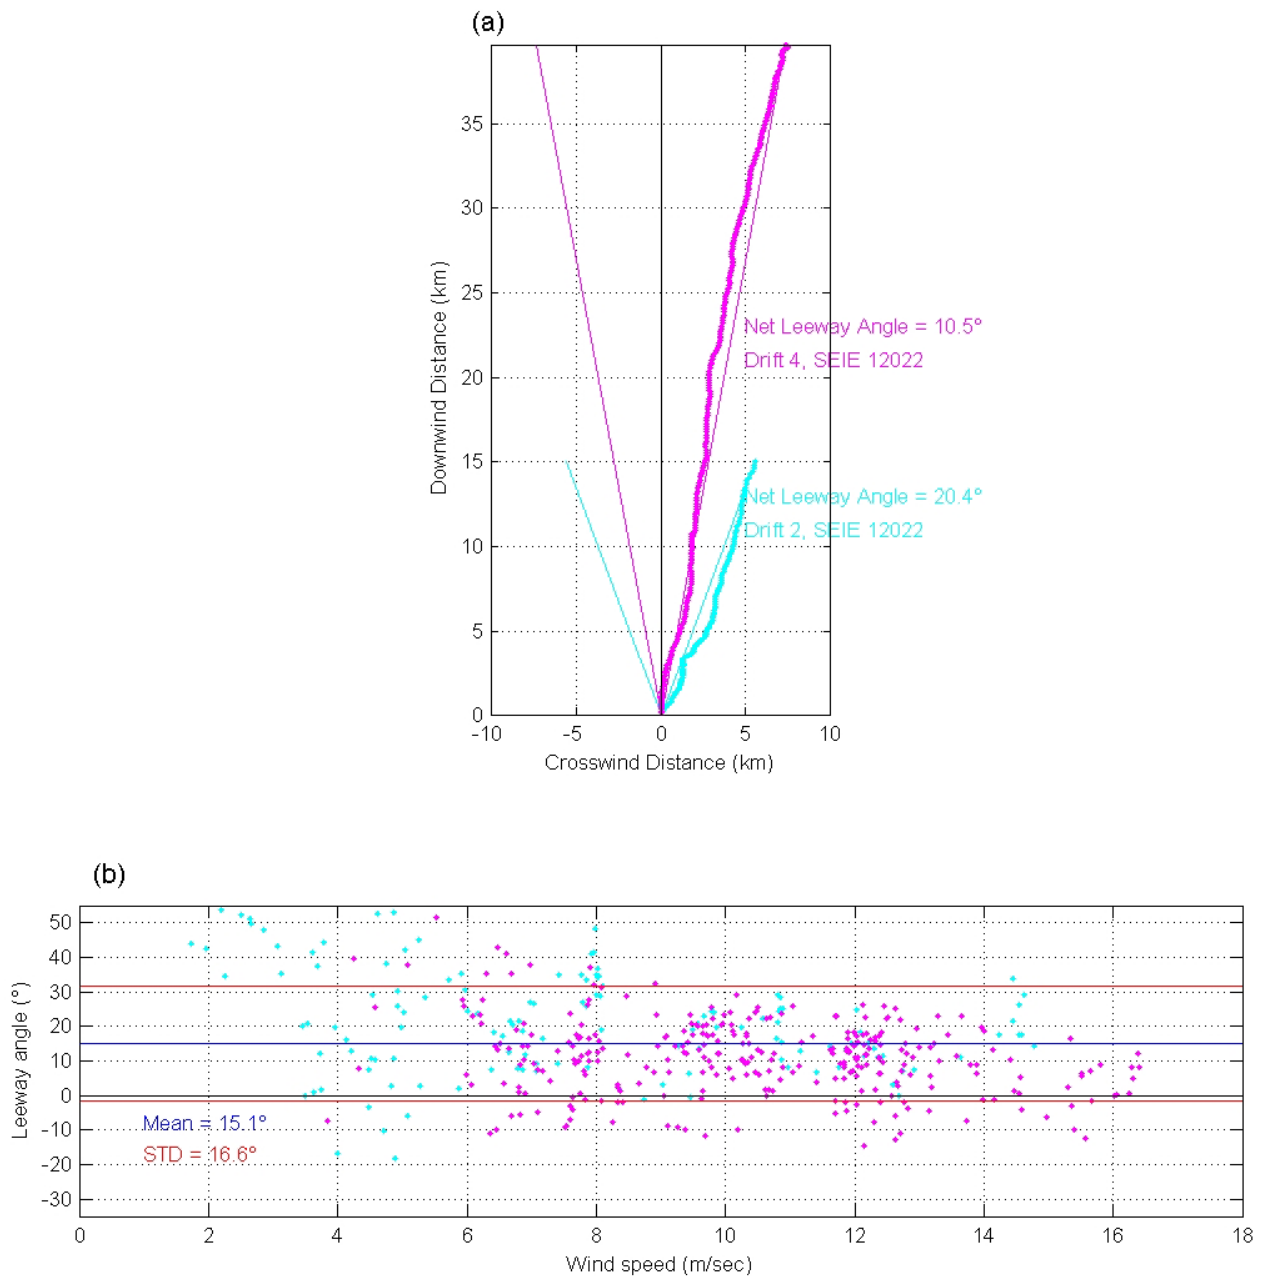 (a)
35
30
25
20
15
10
5
0
-10 -5 0 5 10
Downwind Distance (km)
Crosswind Distance (km)
Net Leeway Angle = 10.5°
Drift 4, SEIE 12022
Net Leeway Angle = 20.4°
Drift 2, SEIE 12022
(b)
50
40
30
20
10
0
-10
-20
-30
0 2 4 6 8 10 12 14 16 18
Leeway angle (°)
Wind speed (m/sec)
Mean = 15.1°
STD = 16.6°